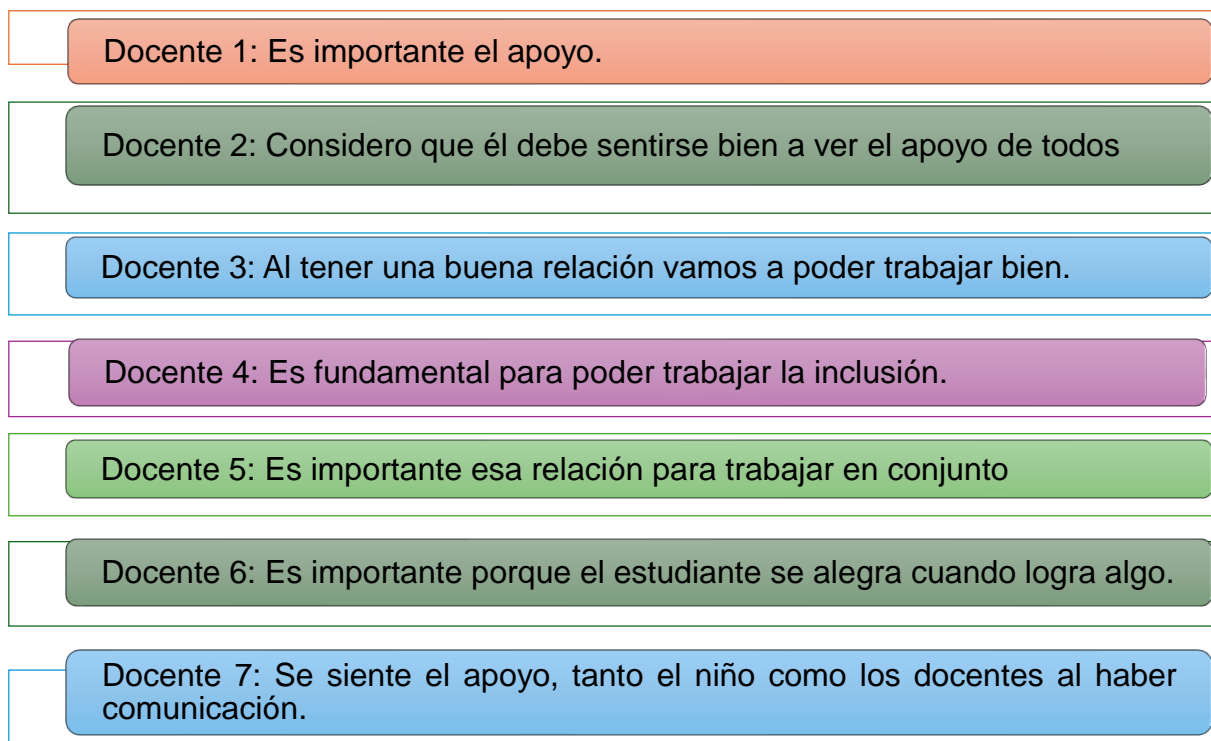 Docente 1: Es importante el apoyo.
Docente 2: Considero que él debe sentirse bien a ver el apoyo de todos
Docente 3: Al tener una buena relación vamos a poder trabajar bien.
Docente 4: Es fundamental para poder trabajar la inclusión.
Docente 5: Es importante esa relación para trabajar en conjunto
Docente 6: Es importante porque el estudiante se alegra cuando logra algo.
Docente 7: Se siente el apoyo, tanto el niño como los docentes al haber
comunicación.